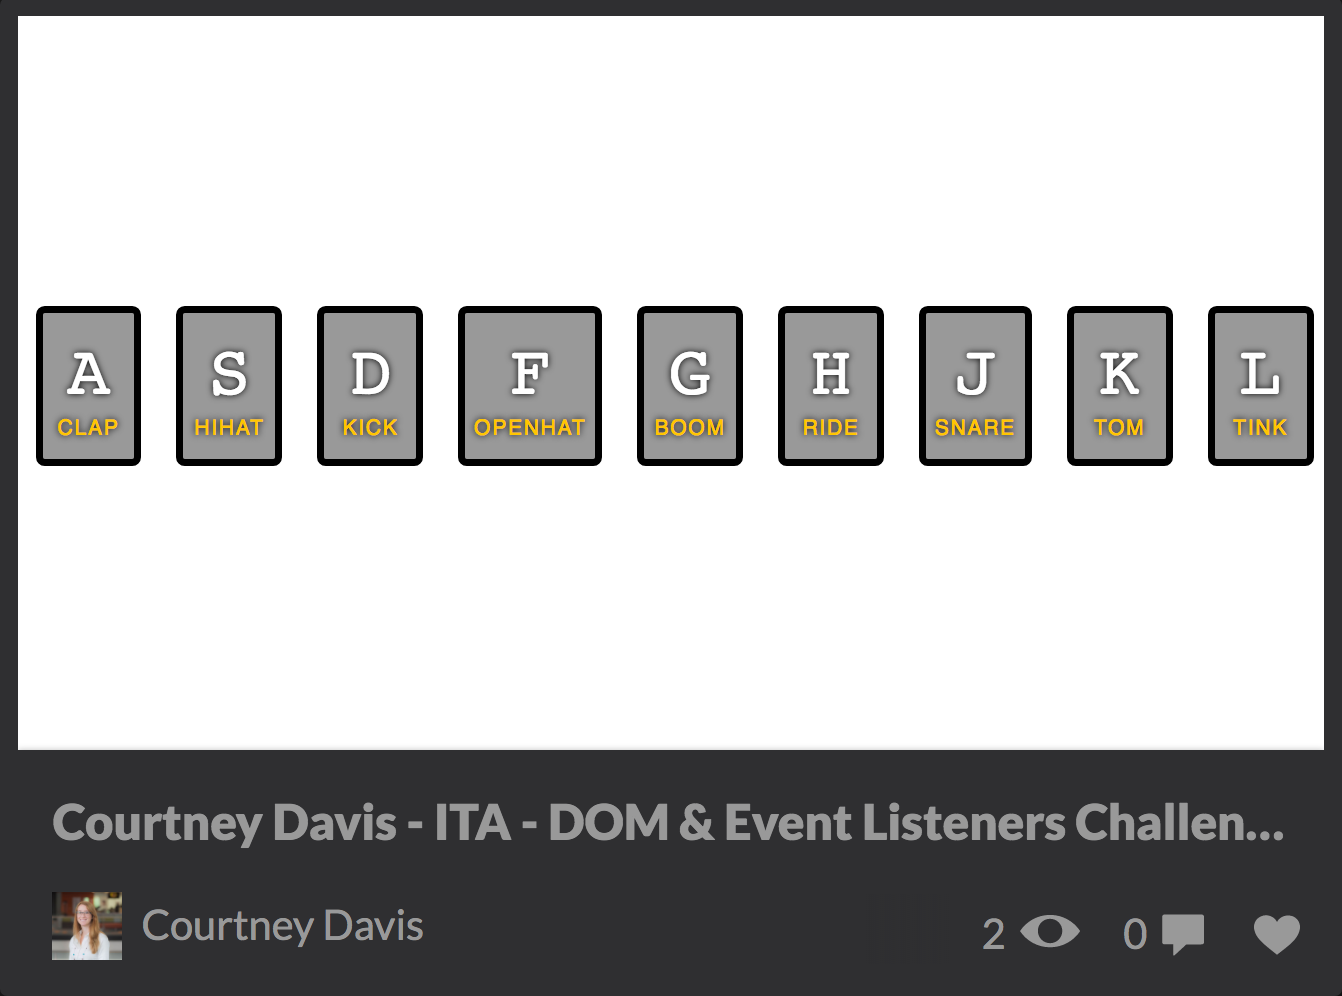 A S D F G H J K L
CLAP HIHAT KICK OPENHAT BOOM RIDE SNARE TOM TINK
Courtney Davis - ITA - DOM & Event Listeners Challen...
Courtney Davis 2 0